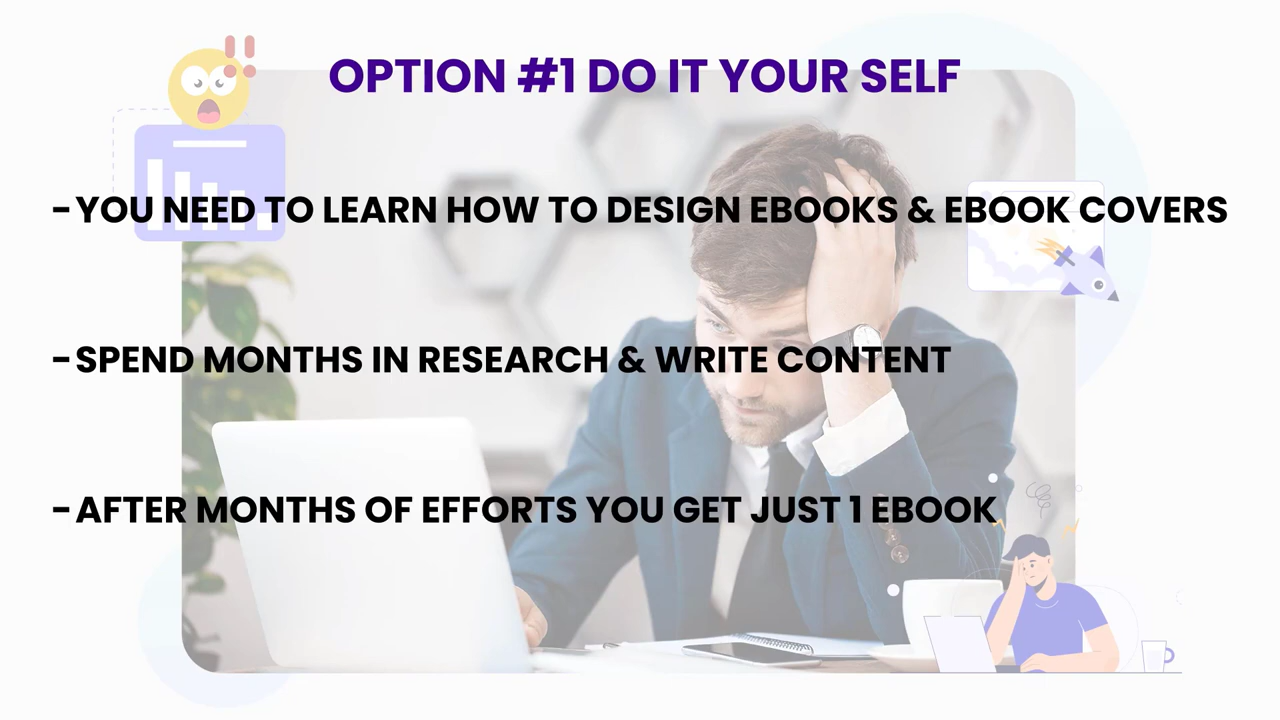 OPTION #1 DO IT YOUR SELF
-YOU NEED TO LEARN HOW TO DESIGN EBOOKS & EBOOK COVERS
-SPEND MONTHS IN RESEARCH & WRITE CONTENT
-AFTER MONTHS OF EFFORTS YOU GET JUST 1 EBOOK